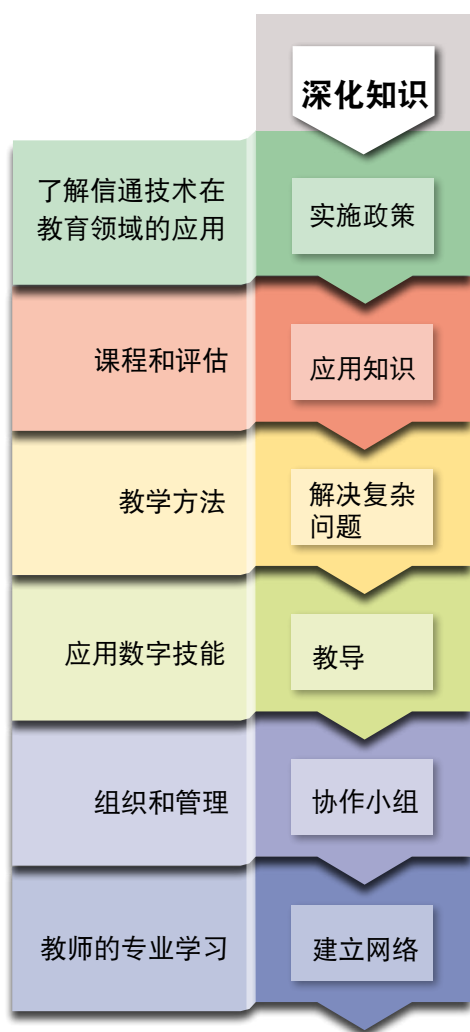 深化知识
了解信通技术在
教育领域的应用
实施政策
课程和评估
应用知识
教学方法
解决复杂
问题
应用数字技能
教导
组织和管理
协作小组
教师的专业学习
建立网络